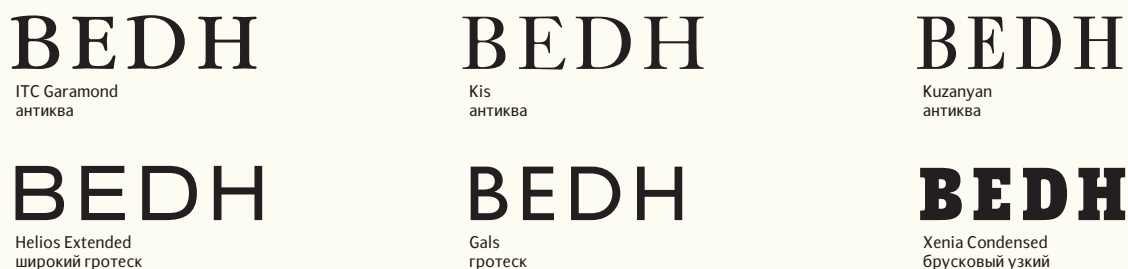 BEDH
ITC Garamond
антиква
BEDH
Kis
антиква
BEDH
Kuzanyan
антиква
BEDH
Helios Extended
широкий гротеск
BEDH
Gals
гротеск
BEDH
Xenia Condensed
брусковый узкий